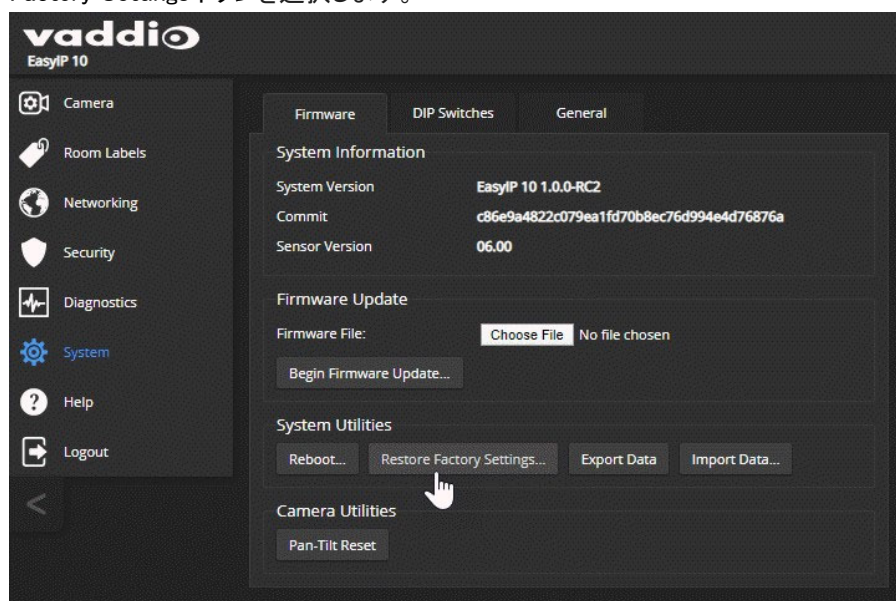 vaddio
EasyIP 10
Camera
Room Labels
Networking
Security
Diagnostics
System
Help
Logout
<
Firmware DIP Switches General
System Information
System Version EasyIP 10 1.0.0-RC2
Commit c86e9a4822c079ea1fd70b8ec76d994e4d76876a
Sensor Version 06.00
Firmware Update
Firmware File: Choose File No file chosen
Begin Firmware Update...
System Utilities
Reboot... Restore Factory Settings... Export Data Import Data...
Camera Utilities
Pan-Tilt Reset